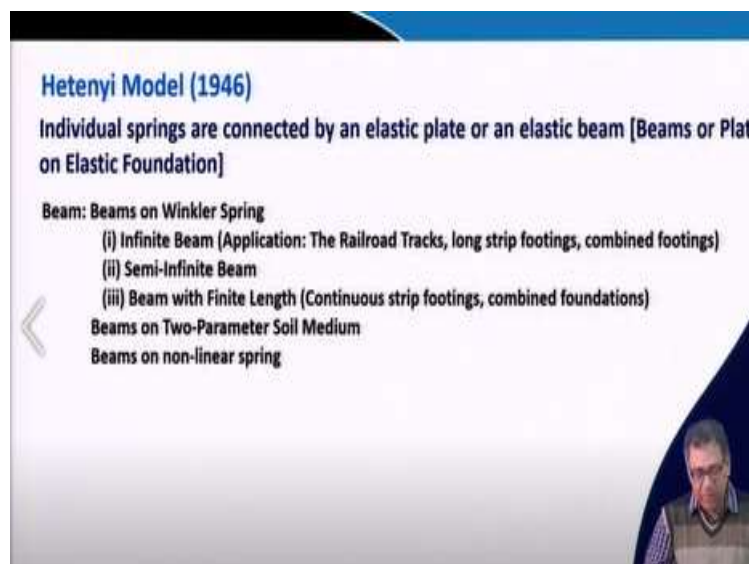 Hetenyi Model (1946)
Individual springs are connected by an elastic plate or an elastic beam [Beams or Plat
on Elastic Foundation]
Beam: Beams on Winkler Spring
(i) Infinite Beam (Application: The Railroad Tracks, long strip footings, combined footings)
(ii) Semi-Infinite Beam
(iii) Beam with Finite Length (Continuous strip footings, combined foundations)
Beams on Two-Parameter Soil Medium
Beams on non-linear spring